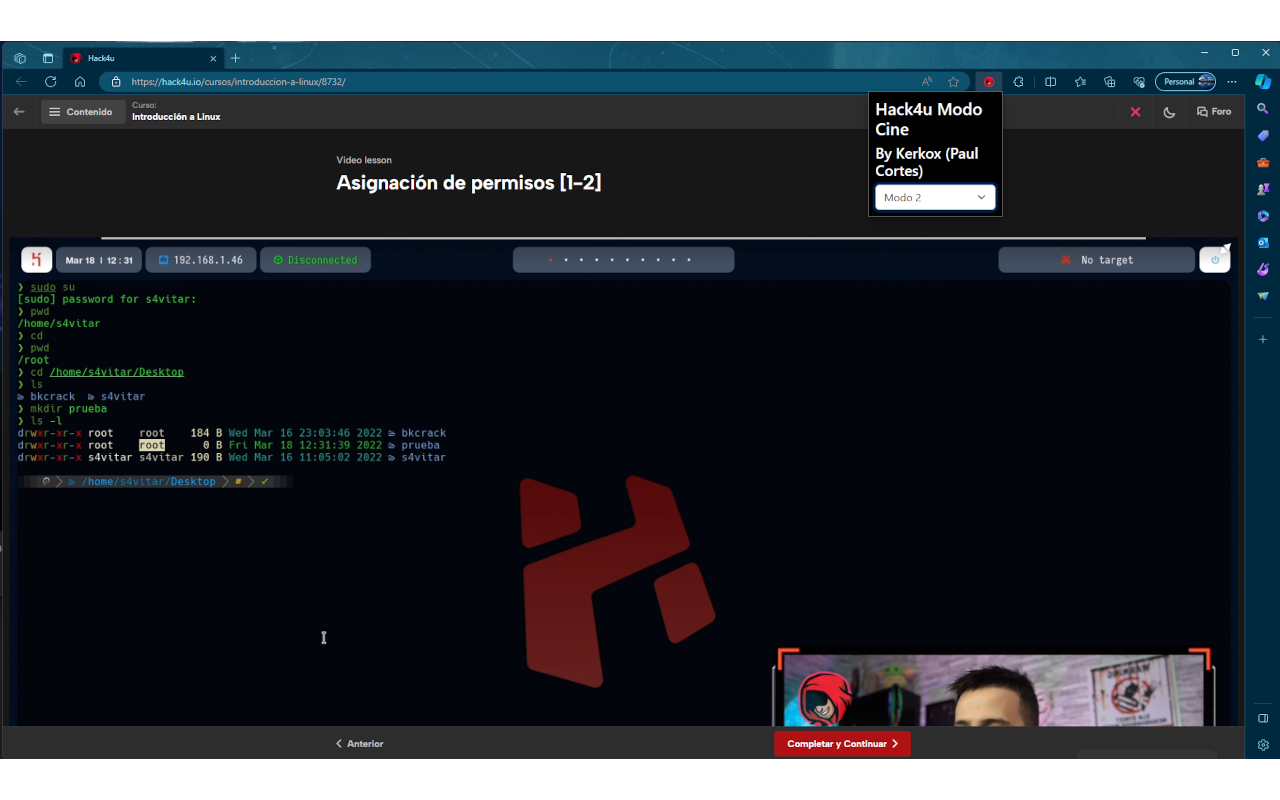 Hack4u
https://hack4u.io/cursos/introduccion-a-linux/8732/
Personal
Contenido
Curso:
Introducción a Linux
Foro
Hack4u Modo
Cine
By Kerkox (Paul
Cortes)
Modo 2
Video lesson
Asignación de permisos [1-2]
Mar 18 | 12:31
192.168.1.46
Disconnected
No target
❯ sudo su
[sudo] password for s4vitar:
❯ pwd
/home/s4vitar
❯ cd
❯ pwd
/root
❯ cd /home/s4vitar/Desktop
❯ ls
bkcrack s4vitar
❯ mkdir prueba
❯ ls -l
drwxr-xr-x root root 184 B Wed Mar 16 23:03:46 2022 bkcrack
drwxr-xr-x root root 0 B Fri Mar 18 12:31:39 2022 prueba
drwxr-xr-x s4vitar s4vitar 190 B Wed Mar 16 11:05:02 2022 s4vitar
/home/s4vitar/Desktop ❯ # ❯ ✔
Anterior
Completar y Continuar